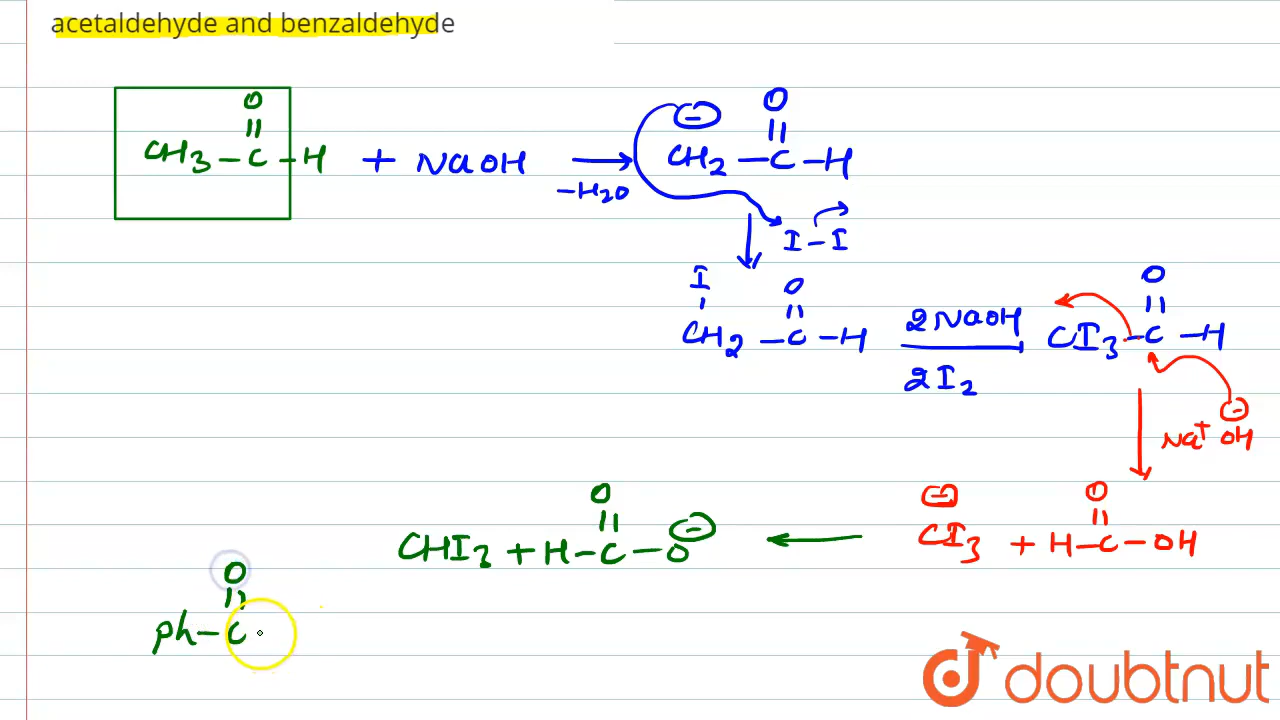 acetaldehyde and benzaldehyde
O O
|| ||
CH3 – C – H + NaOH → CH2 – C – H
–H2O
⊖
I – I
I O O
|| ||
CH2 – C – H 2NaOH CI3 – C – H
2I2
⊖
Na+ OH
O ⊖ O
|| ⊖ ||
CHI3 + H – C – O ← CI3 + H – C – OH
O
||
Ph – C
doubtnut